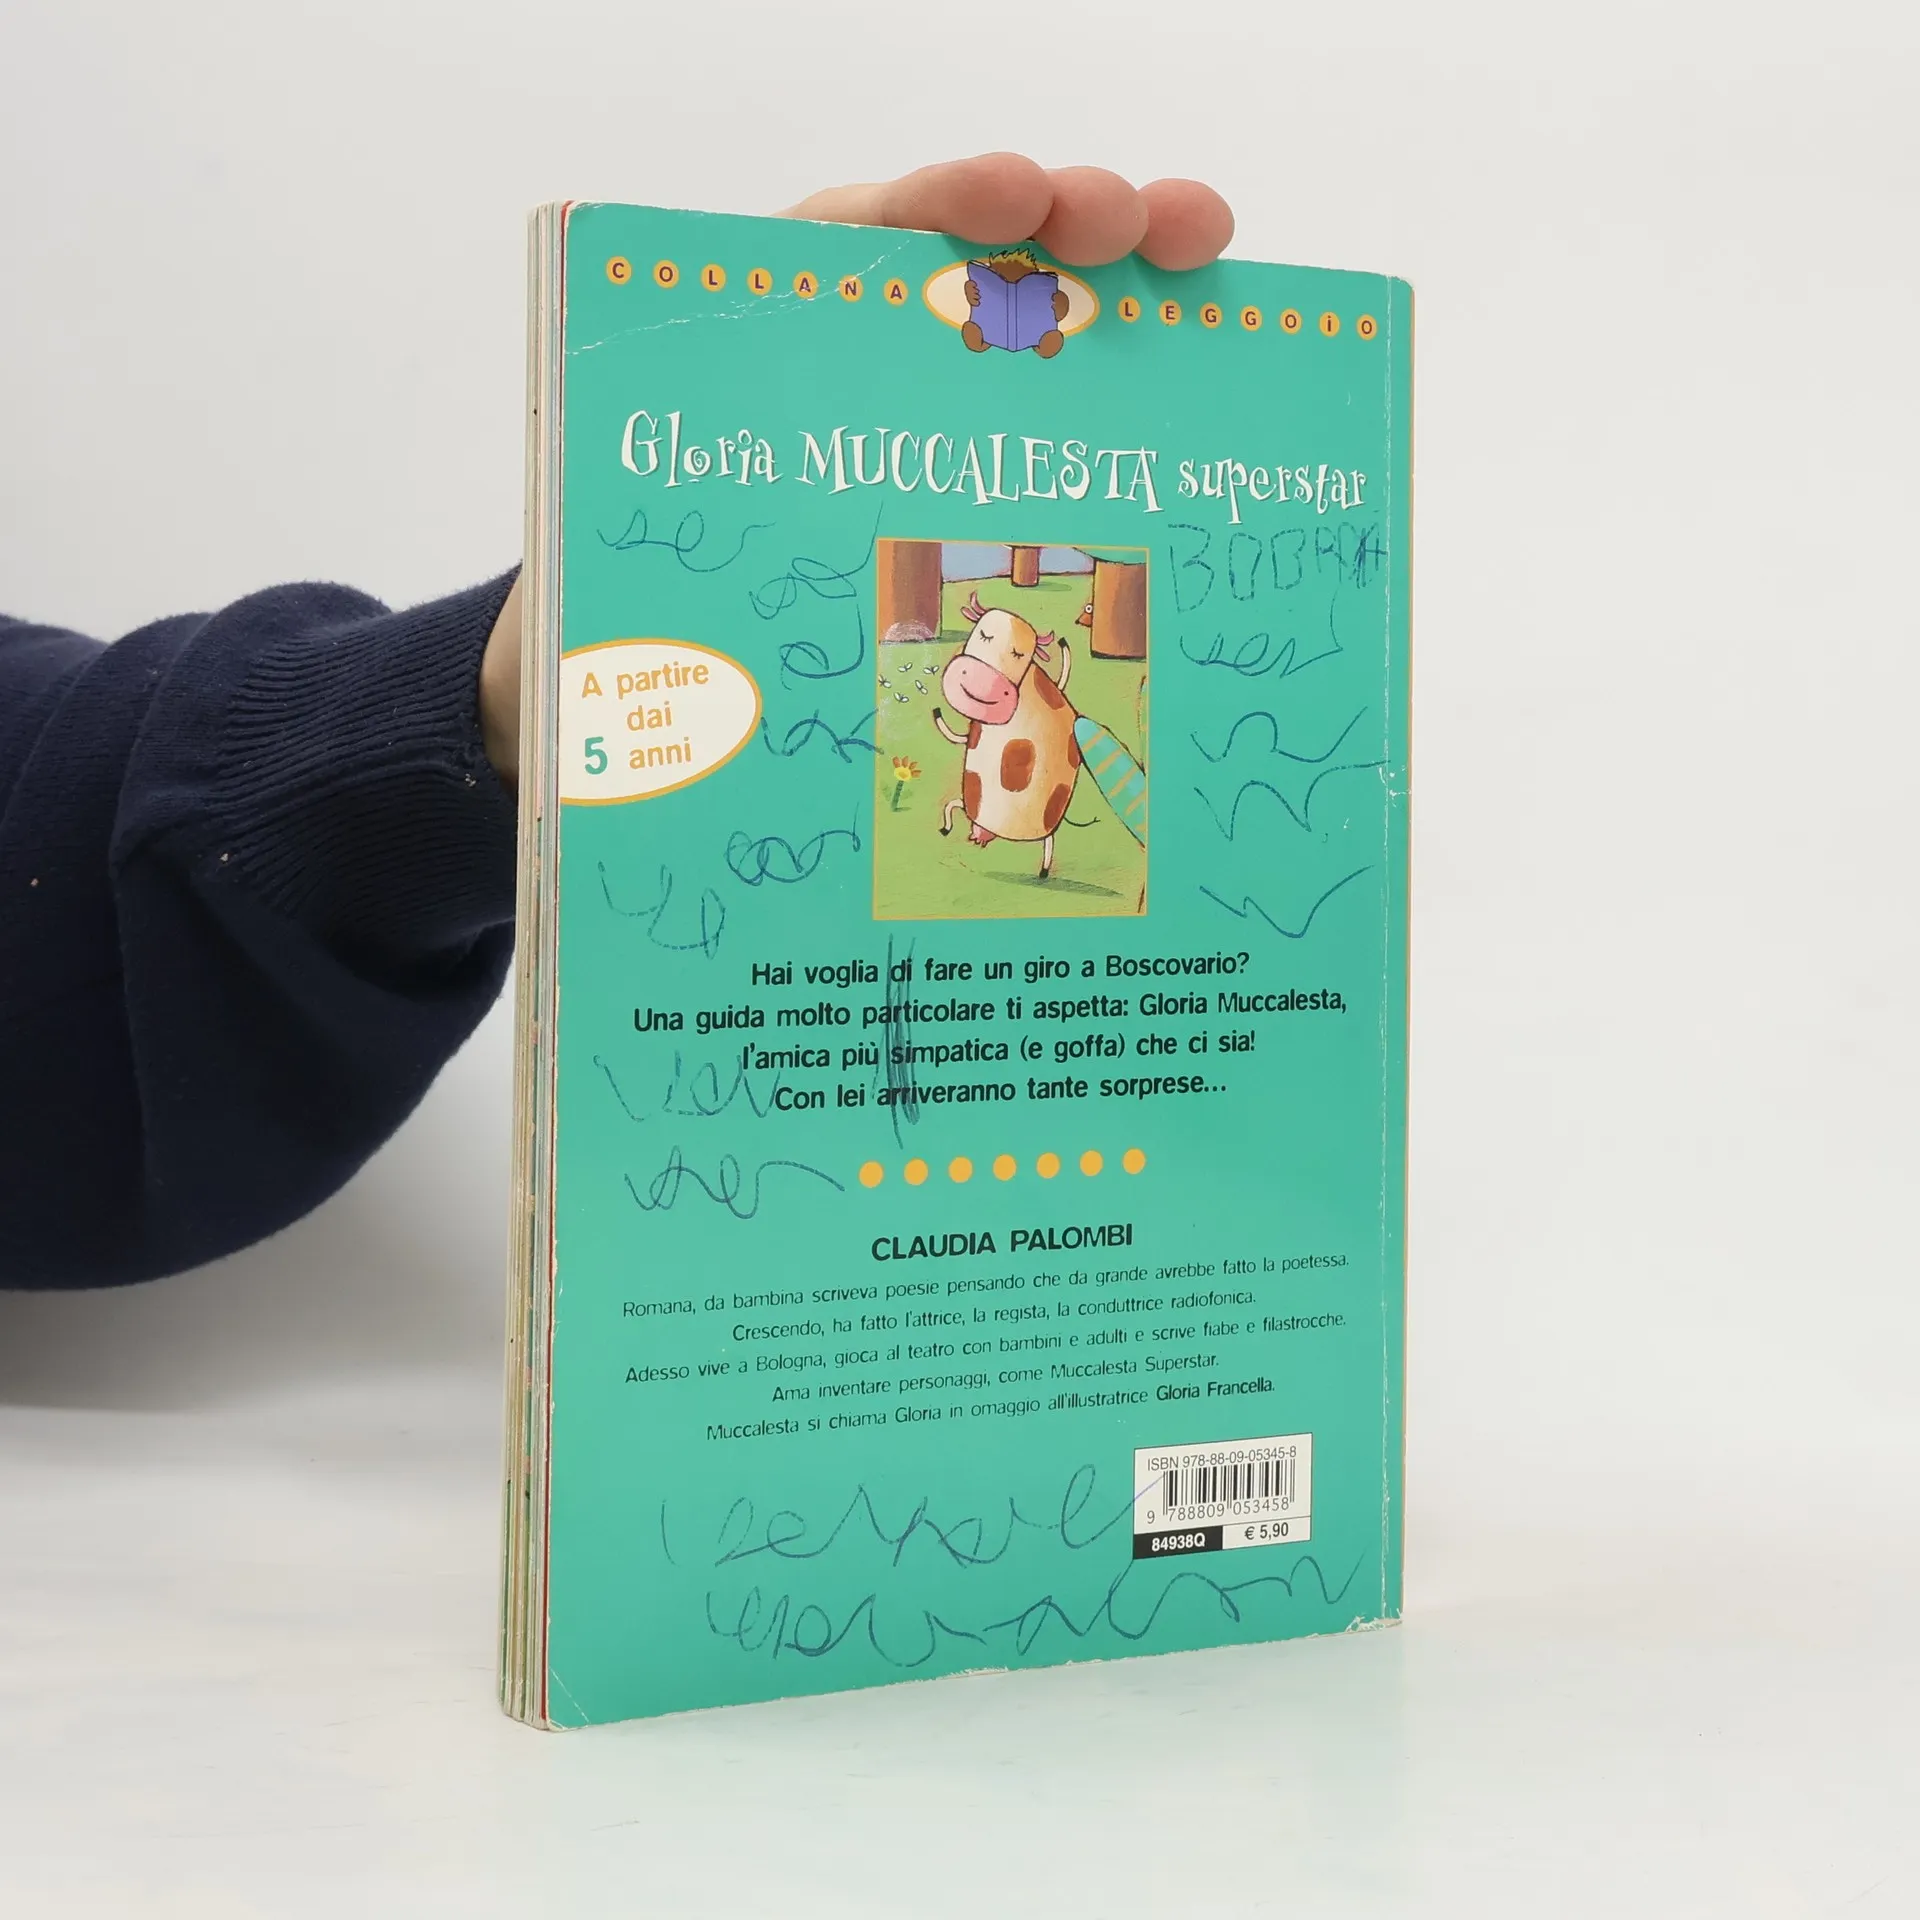 COLLANA LEGGOiO
Gloria MUCCALESTA superstar
A partire
dai
5 anni
Hai voglia di fare un giro a Boscovario?
Una guida molto particolare ti aspetta: Gloria Muccalesta,
l'amica più simpatica (e goffa) che ci sia!
Con lei arriveranno tante sorprese...
CLAUDIA PALOMBI
Romana, da bambina scriveva poesie pensando che da grande avrebbe fatto la poetessa.
Crescendo, ha fatto l'attrice, la regista, la conduttrice radiofonica.
Adesso vive a Bologna, gioca al teatro con bambini e adulti e scrive fiabe e filastrocche.
Ama inventare personaggi, come Muccalesta Superstar.
Muccalesta si chiama Gloria in omaggio all'illustratrice Gloria Francella.
ISBN 978-88-09-05345-8
9 788809 053458
84938Q € 5,90